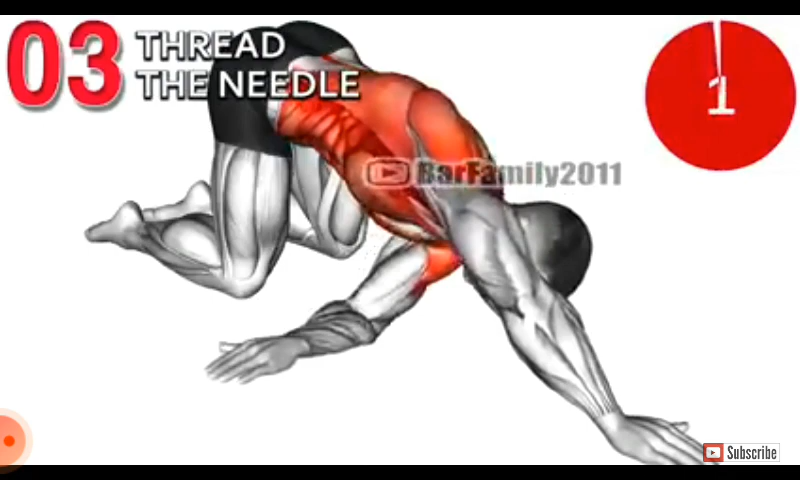 03 THREAD
THE NEEDLE
1
BarFamily2011
Subscribe